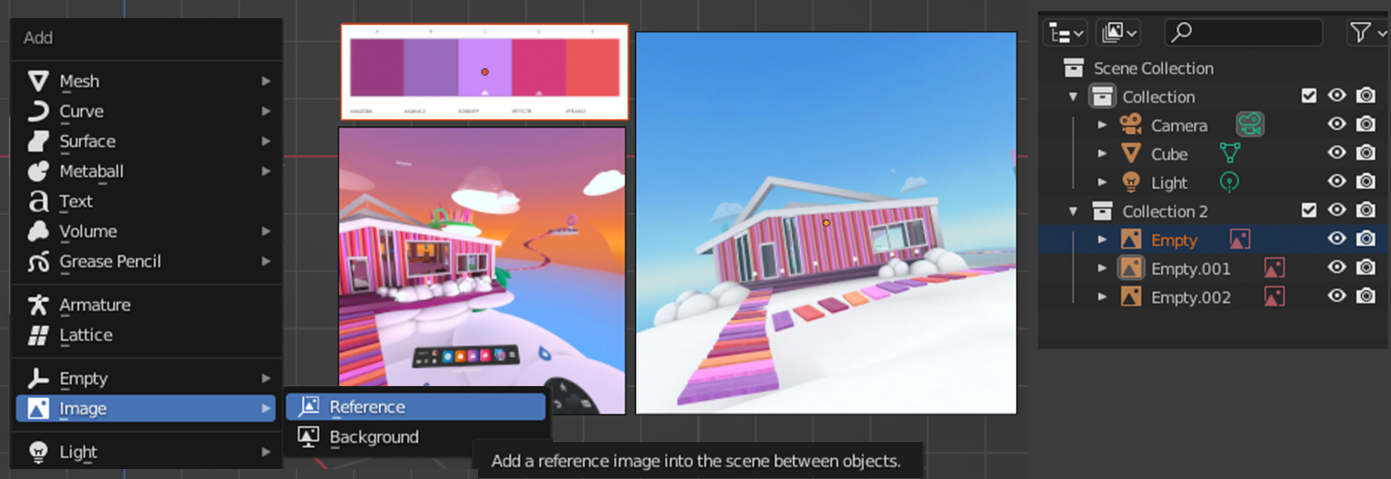 Add
Mesh
Curve
Surface
Metaball
Text
Volume
Grease Pencil
Armature
Lattice
Empty
Image
Light
Reference
Background
Add a reference image into the scene between objects.
A B C D E
Scene Collection
Collection
Camera
Cube
Light
Collection 2
Empty
Empty.001
Empty.002